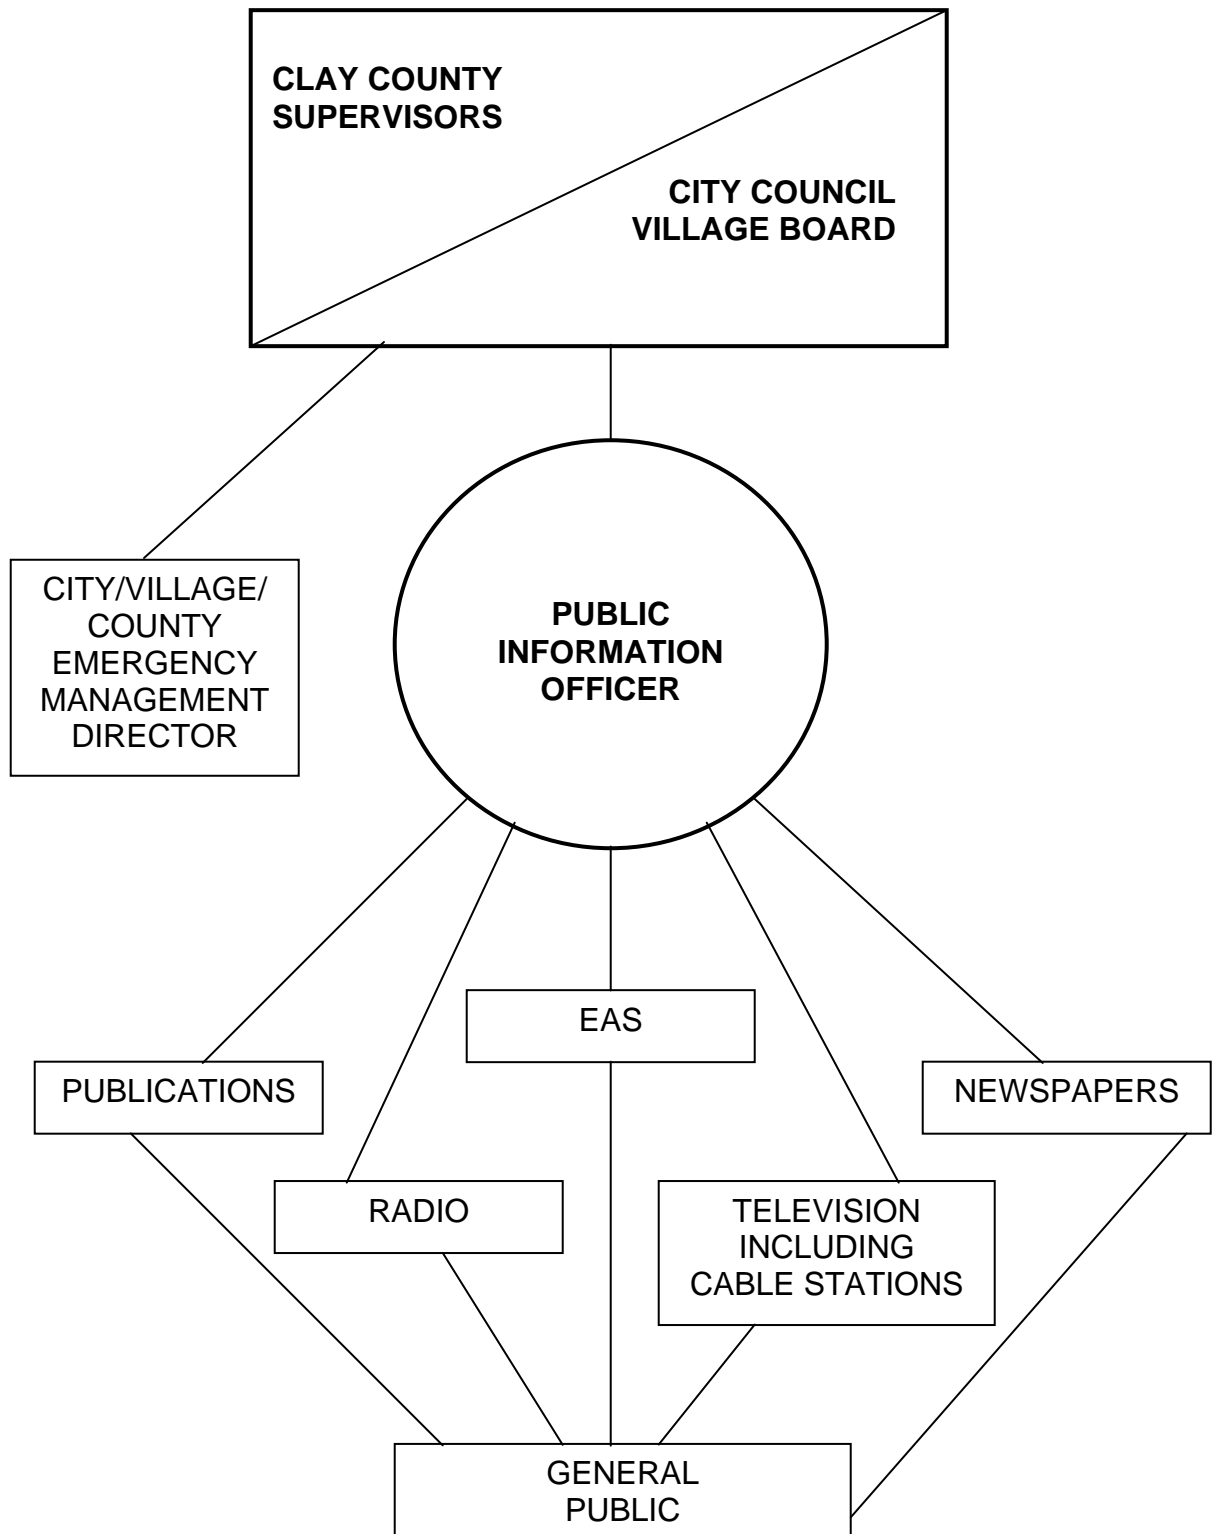 CLAY COUNTY
SUPERVISORS
CITY COUNCIL
VILLAGE BOARD
CITY/VILLAGE/
COUNTY
EMERGENCY
MANAGEMENT
DIRECTOR
PUBLIC
INFORMATION
OFFICER
EAS
PUBLICATIONS
NEWSPAPERS
RADIO
TELEVISION
INCLUDING
CABLE STATIONS
GENERAL
PUBLIC